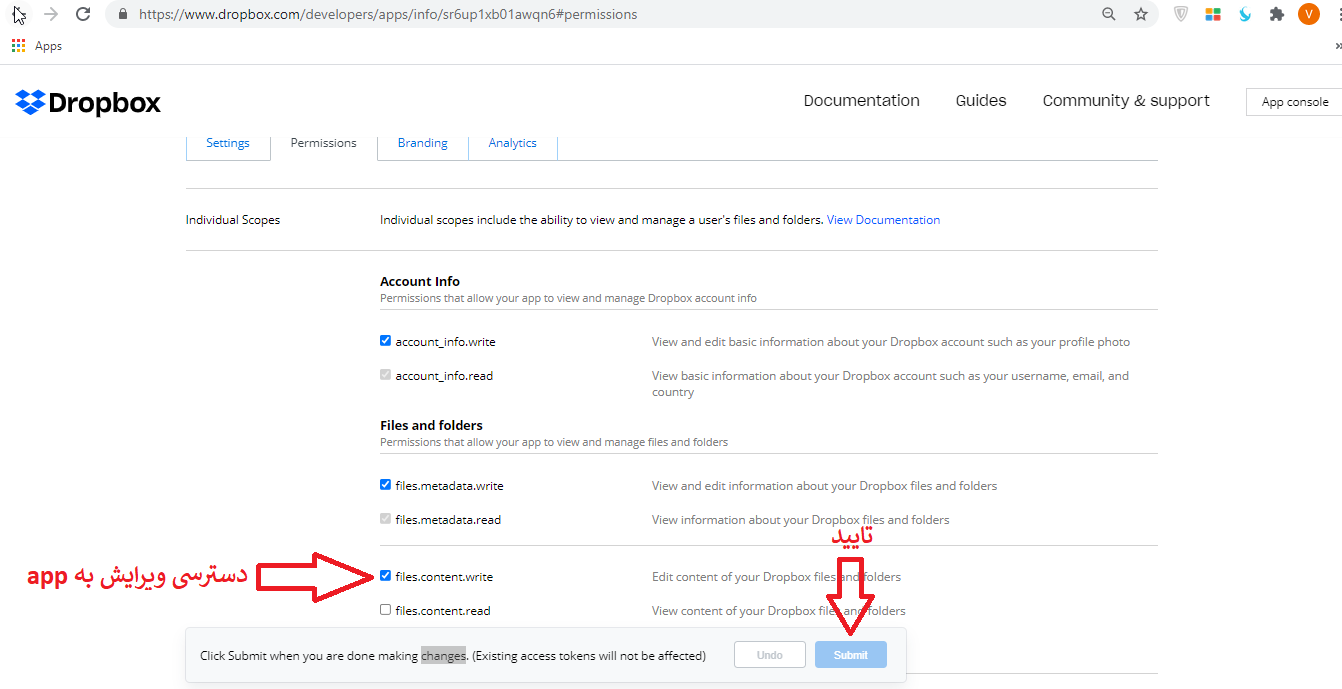 https://www.dropbox.com/developers/apps/info/sr6up1xb01awqn6#permissions
V
Apps
»
Dropbox
Documentation
Guides
Community & support
App console
Settings
Permissions
Branding
Analytics
Individual Scopes
Individual scopes include the ability to view and manage a user's files and folders. View Documentation
Account Info
Permissions that allow your app to view and manage Dropbox account info
account_info.write
View and edit basic information about your Dropbox account such as your profile photo
account_info.read
View basic information about your Dropbox account such as your username, email, and
country
Files and folders
Permissions that allow your app to view and manage files and folders
files.metadata.write
View and edit information about your Dropbox files and folders
files.metadata.read
View information about your Dropbox files and folders
تایید
دسترسی ویرایش به app
files.content.write
Edit content of your Dropbox files and folders
files.content.read
View content of your Dropbox files and folders
Click Submit when you are done making changes. (Existing access tokens will not be affected)
Undo
Submit